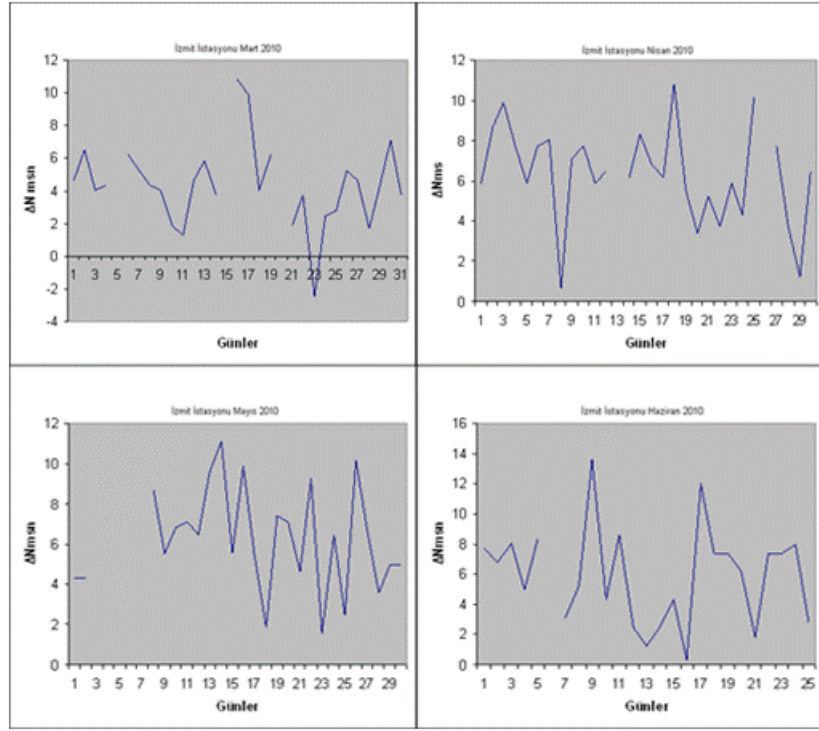 İzmit İstasyonu Mart 2010
12
10
8
6
4
2
0
-2
-4
1 3 5 7 9 11 13 15 17 19 21 23 25 27 29 31
ΔN msn
Günler
İzmit İstasyonu Nisan 2010
12
10
8
6
4
2
0
1 3 5 7 9 11 13 15 17 19 21 23 25 27 29
ΔNms
Günler
İzmit İstasyonu Mayıs 2010
12
10
8
6
4
2
0
1 3 5 7 9 11 13 15 17 19 21 23 25 27 29
ΔNmsn
Günler
İzmit İstasyonu Haziran 2010
16
14
12
10
8
6
4
2
0
1 3 5 7 9 11 13 15 17 19 21 23 25
ΔNmsn
Günler